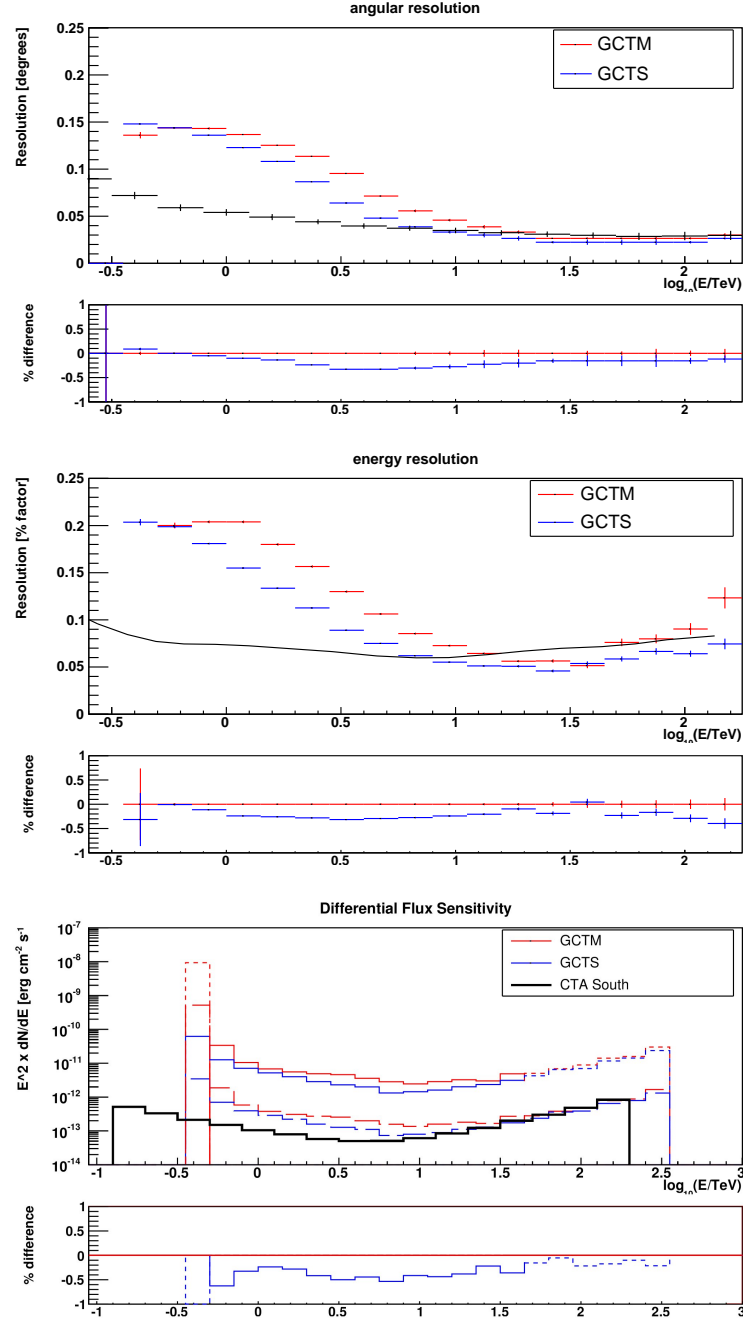 angular resolution
Resolution [degrees]
0.25
0.2
0.15
0.1
0.05
0
GCTM
GCTS
-0.5 0 0.5 1 1.5 2
log₁₀(E/TeV)
% difference
1
0.5
0
-0.5
-1
-0.5 0 0.5 1 1.5 2
energy resolution
Resolution [% factor]
0.25
0.2
0.15
0.1
0.05
0
GCTM
GCTS
-0.5 0 0.5 1 1.5 2
log₁₀(E/TeV)
% difference
1
0.5
0
-0.5
-1
-0.5 0 0.5 1 1.5 2
Differential Flux Sensitivity
E^2 x dN/dE [erg cm⁻² s⁻¹]
10⁻⁷
10⁻⁸
10⁻⁹
10⁻¹⁰
10⁻¹¹
10⁻¹²
10⁻¹³
10⁻¹⁴
GCTM
GCTS
CTA South
-1 -0.5 0 0.5 1 1.5 2 2.5 3
log₁₀(E/TeV)
% difference
1
0.5
0
-0.5
-1
-1 -0.5 0 0.5 1 1.5 2 2.5 3